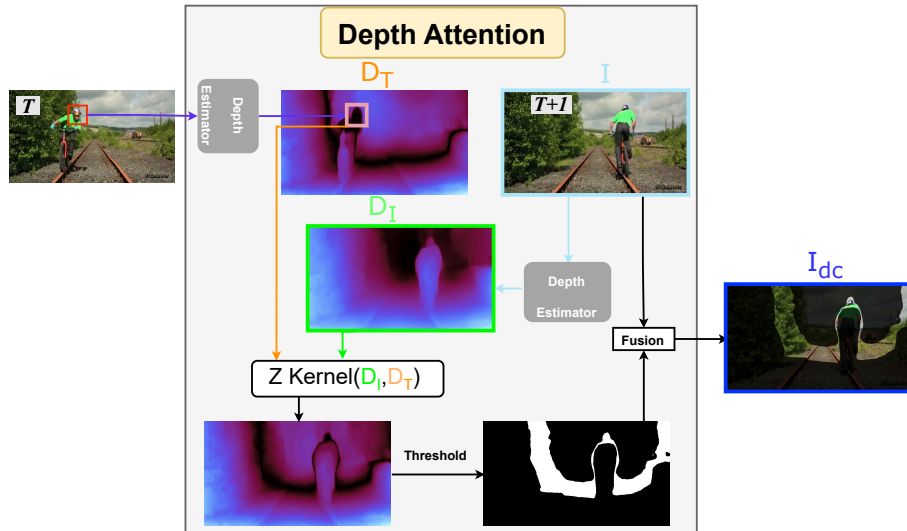 Depth Attention
D_T
I
T
Depth
Estimator
T+1
D_I
Depth
Estimator
I_dc
Fusion
Z Kernel(D_I,D_T)
Threshold